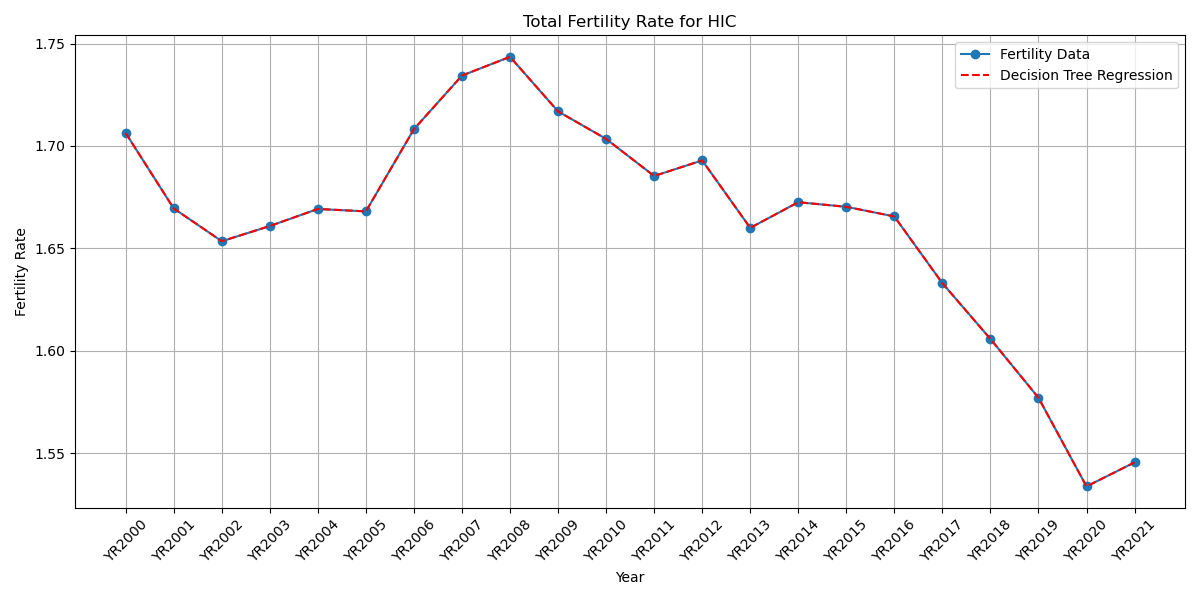 Total Fertility Rate for HIC
Fertility Data
Decision Tree Regression
Fertility Rate
1.75
1.70
1.65
1.60
1.55
YR2000
YR2001
YR2002
YR2003
YR2004
YR2005
YR2006
YR2007
YR2008
YR2009
YR2010
YR2011
YR2012
YR2013
YR2014
YR2015
YR2016
YR2017
YR2018
YR2019
YR2020
YR2021
Year